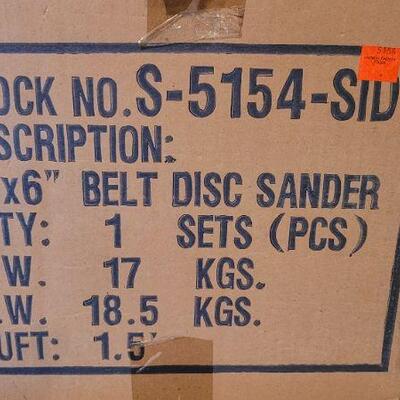 OCK NO. S-5154-SID
SCRIPTION:
x6" BELT DISC SANDER
TY: 1 SETS (PCS)
.W. 17 KGS.
.W. 18.5 KGS.
UFT: 1.5'